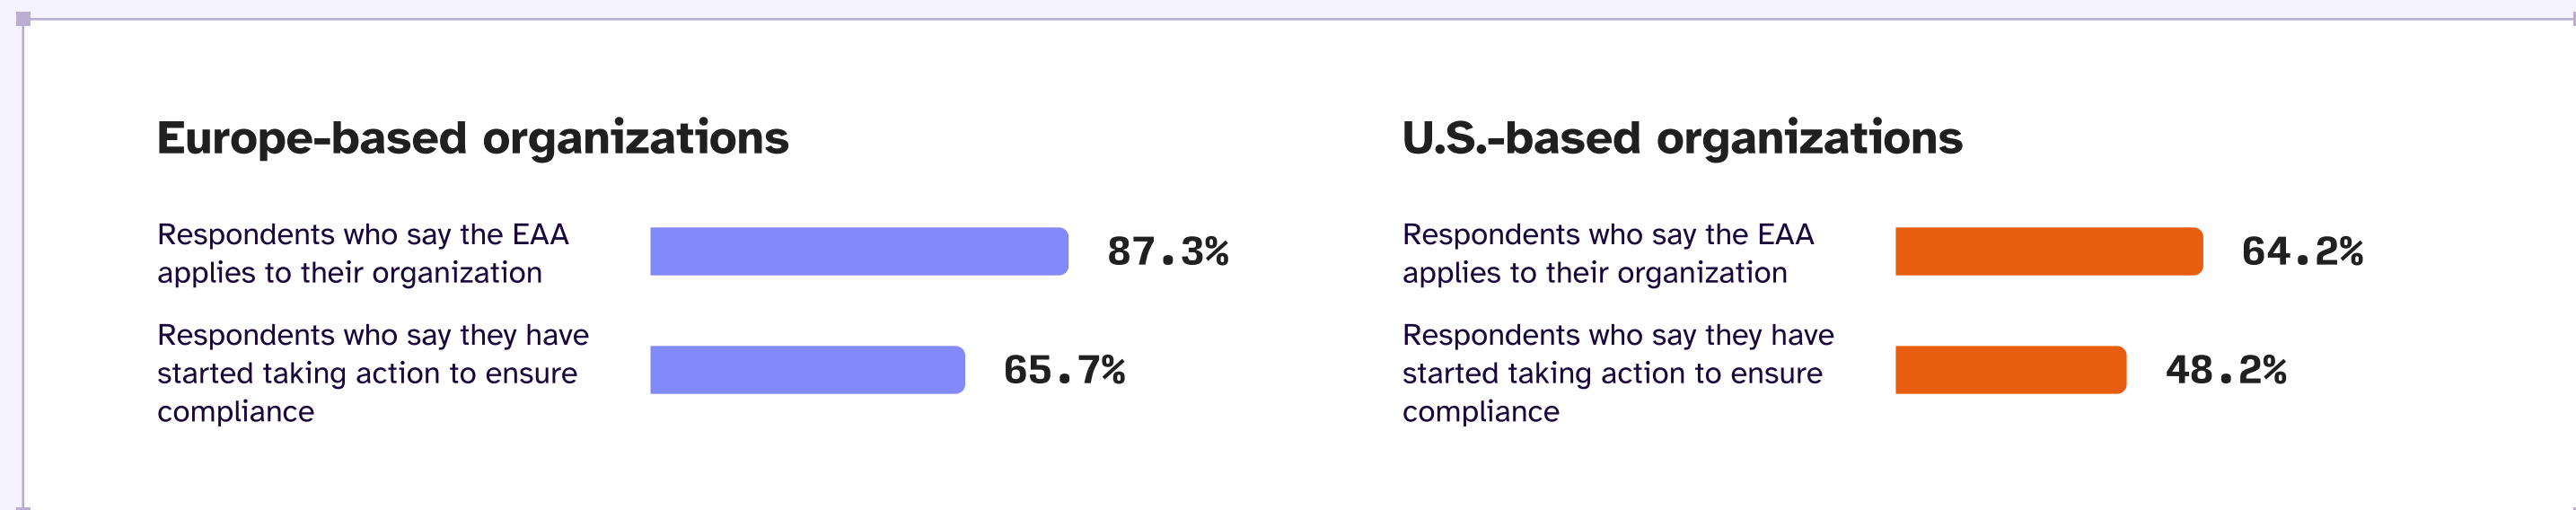 Europe-based organizations
Respondents who say the EAA
applies to their organization
87.3%
Respondents who say they have
started taking action to ensure
compliance
65.7%
U.S.-based organizations
Respondents who say the EAA
applies to their organization
64.2%
Respondents who say they have
started taking action to ensure
compliance
48.2%